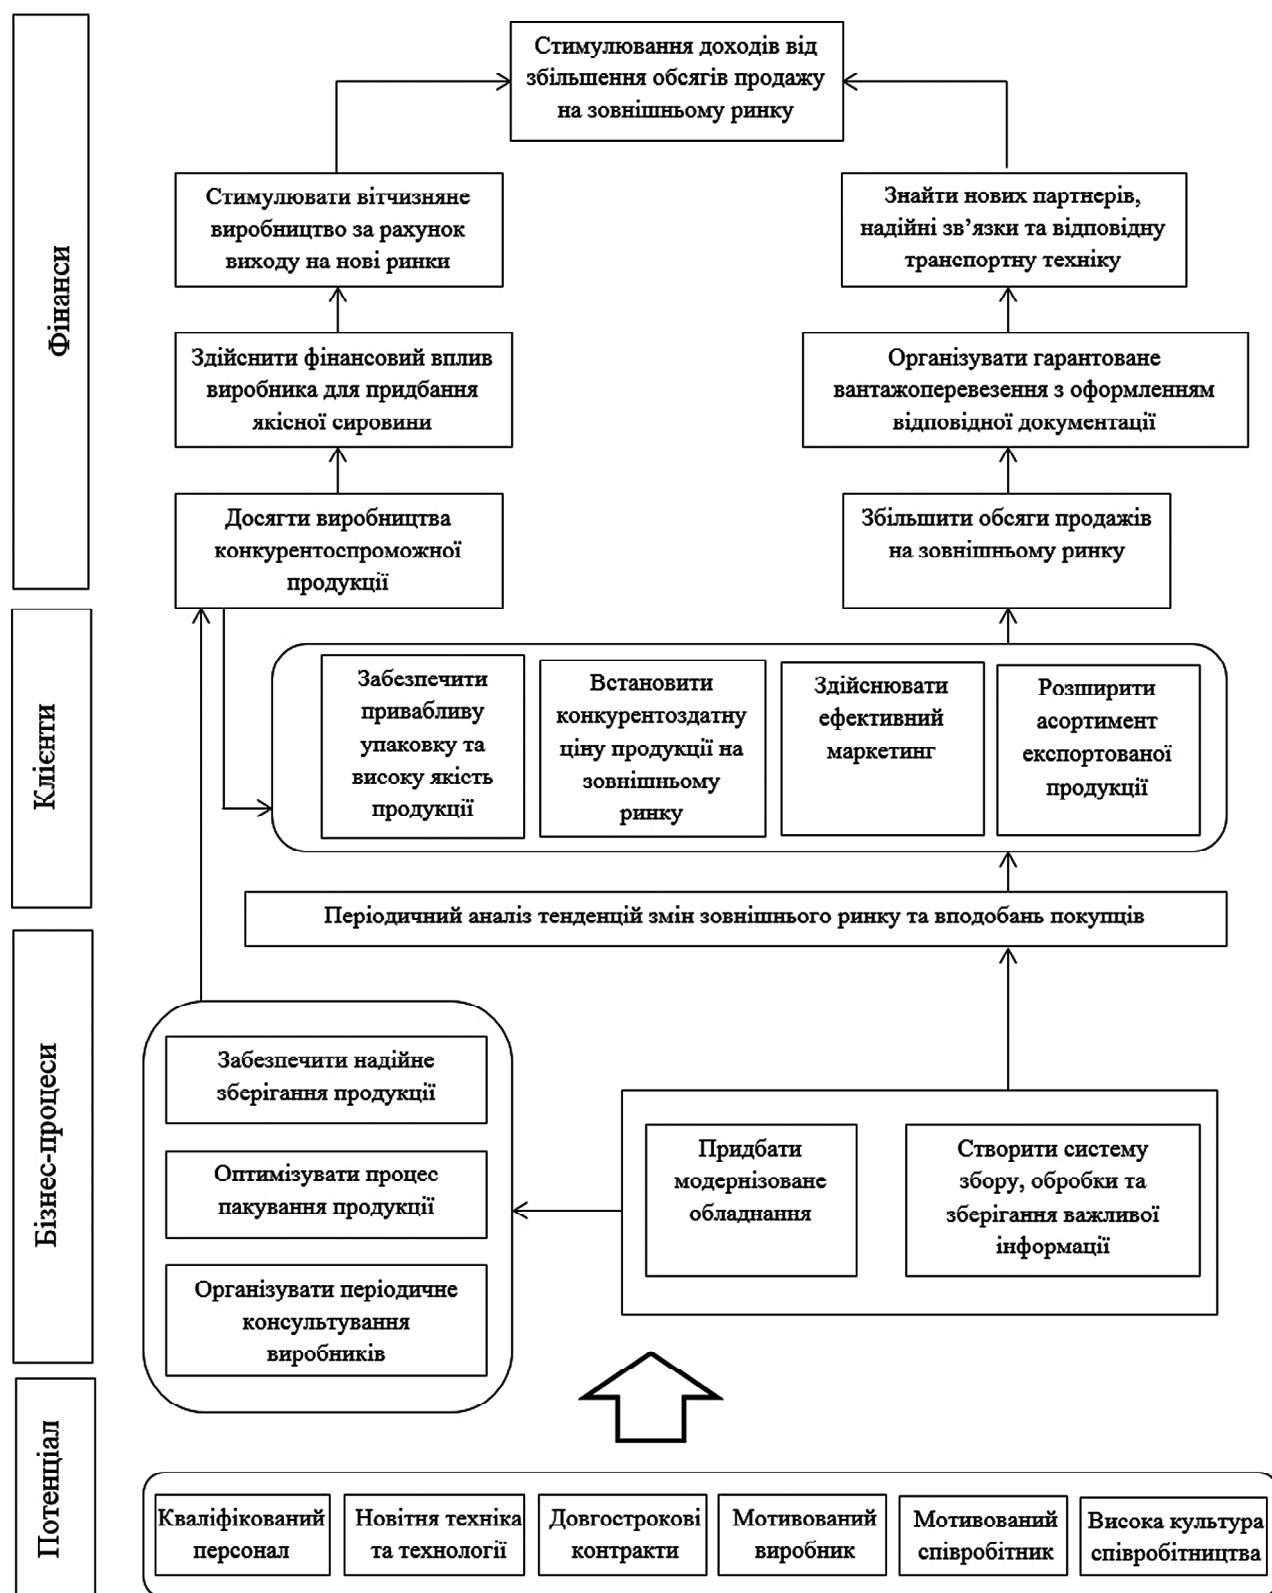 Фінанси
Стимулювання доходів від
збільшення обсягів продажу
на зовнішньому ринку
Стимулювати вітчизняне
виробництво за рахунок
виходу на нові ринки
Знайти нових партнерів,
надійні зв’язки та відповідну
транспортну техніку
Здійснити фінансовий вплив
виробника для придбання
якісної сировини
Організувати гарантоване
вантажоперевезення з оформленням
відповідної документації
Досягти виробництва
конкурентоспроможної
продукції
Збільшити обсяги продажів
на зовнішньому ринку
Клієнти
Забезпечити
привабливу
упаковку та
високу якість
продукції
Встановити
конкурентоздатну
ціну продукції на
зовнішньому
ринку
Здійснювати
ефективний
маркетинг
Розширити
асортимент
експортованої
продукції
Періодичний аналіз тенденцій змін зовнішнього ринку та вподобань покупців
Бізнес-процеси
Забезпечити надійне
зберігання продукції
Оптимізувати процес
пакування продукції
Організувати періодичне
консультування
виробників
Придбати
модернізоване
обладнання
Створити систему
збору, обробки та
зберігання важливої
інформації
Потенціал
Кваліфікований
персонал
Новітня техніка
та технології
Довгострокові
контракти
Мотивований
виробник
Мотивований
співробітник
Висока культура
співробітництва